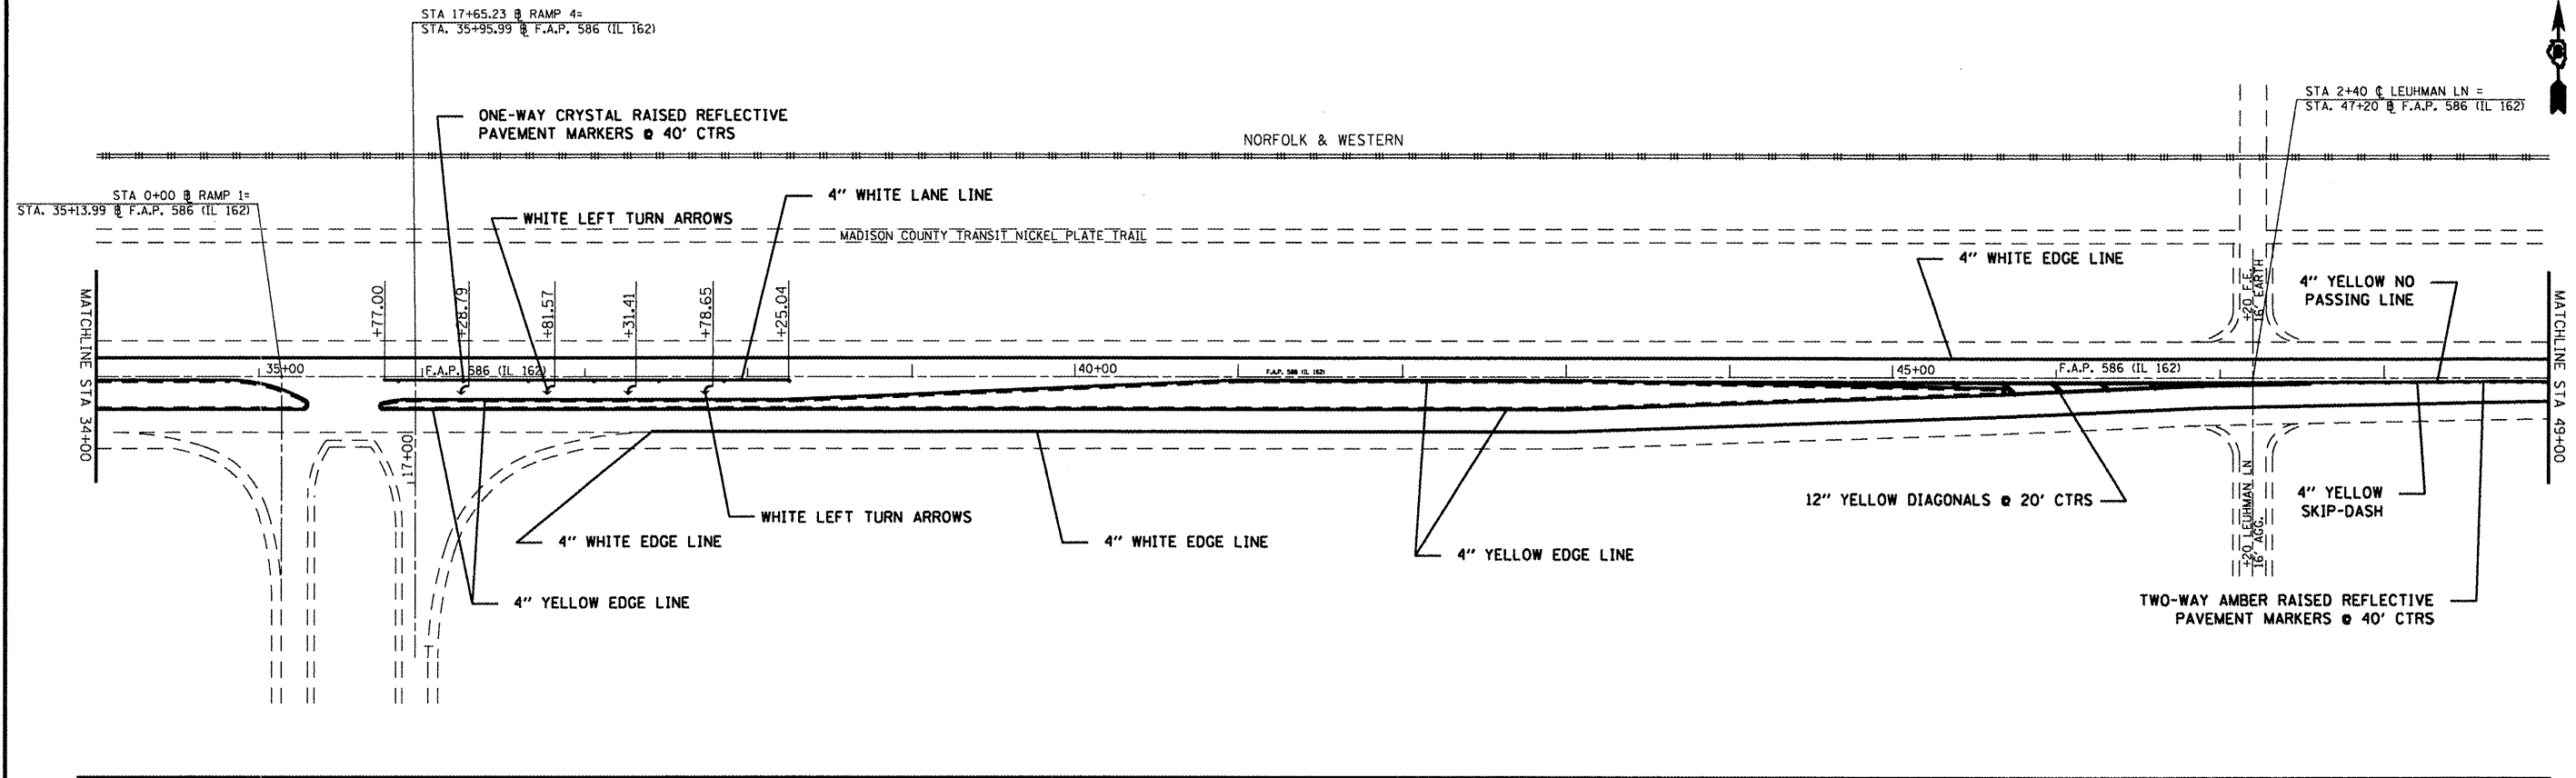 STA 17+65.23 ℄ RAMP 4=
STA. 35+95.99 ℄ F.A.P. 586 (IL 162)
ONE-WAY CRYSTAL RAISED REFLECTIVE
PAVEMENT MARKERS @ 40' CTRS
STA 2+40 ℄ LEUHMAN LN =
STA. 47+20 ℄ F.A.P. 586 (IL 162)
NORFOLK & WESTERN
STA 0+00 ℄ RAMP 1=
STA. 35+13.99 ℄ F.A.P. 586 (IL 162)
4" WHITE LANE LINE
WHITE LEFT TURN ARROWS
MADISON COUNTY TRANSIT NICKEL PLATE TRAIL
4" WHITE EDGE LINE
4" YELLOW NO
PASSING LINE
+20 F.E.
16' EARTH
MATCHLINE STA 34+00
+77.00
+28.79
+81.57
+31.41
+78.65
+25.04
MATCHLINE STA 49+00
35+00
F.A.P. 586 (IL 162)
40+00
F.A.P. 586 (IL 162)
45+00
F.A.P. 586 (IL 162)
17+00
+20 LEUHMAN LN
16' AGG.
12" YELLOW DIAGONALS @ 20' CTRS
4" YELLOW
SKIP-DASH
WHITE LEFT TURN ARROWS
4" WHITE EDGE LINE
4" WHITE EDGE LINE
4" YELLOW EDGE LINE
4" YELLOW EDGE LINE
TWO-WAY AMBER RAISED REFLECTIVE
PAVEMENT MARKERS @ 40' CTRS